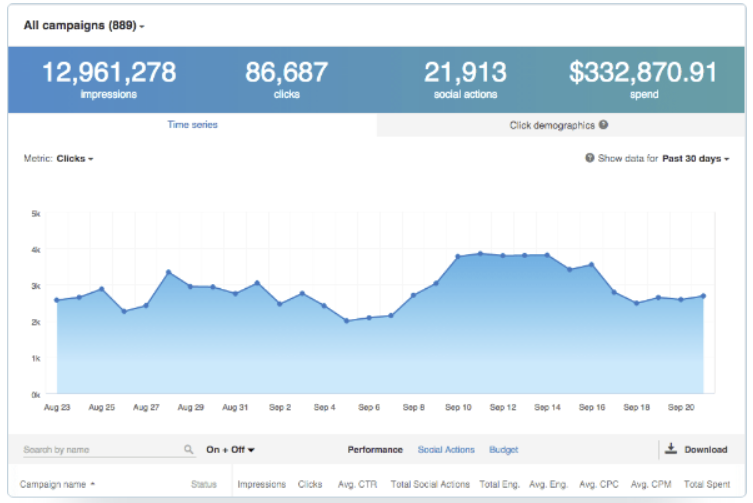 All campaigns (889)
12,961,278 86,687 21,913 $332,870.91
impressions clicks social actions spend
Time series Click demographics ?
Metric: Clicks ? Show data for Past 30 days
5k
4k
3k
2k
1k
0k
Aug 23 Aug 25 Aug 27 Aug 29 Aug 31 Sep 2 Sep 4 Sep 6 Sep 8 Sep 10 Sep 12 Sep 14 Sep 16 Sep 18 Sep 20
Search by name On + Off Performance Social Actions Budget Download
Campaign name Status Impressions Clicks Avg. CTR Total Social Actions Total Eng. Avg. Eng. Avg. CPC Avg. CPM Total Spent